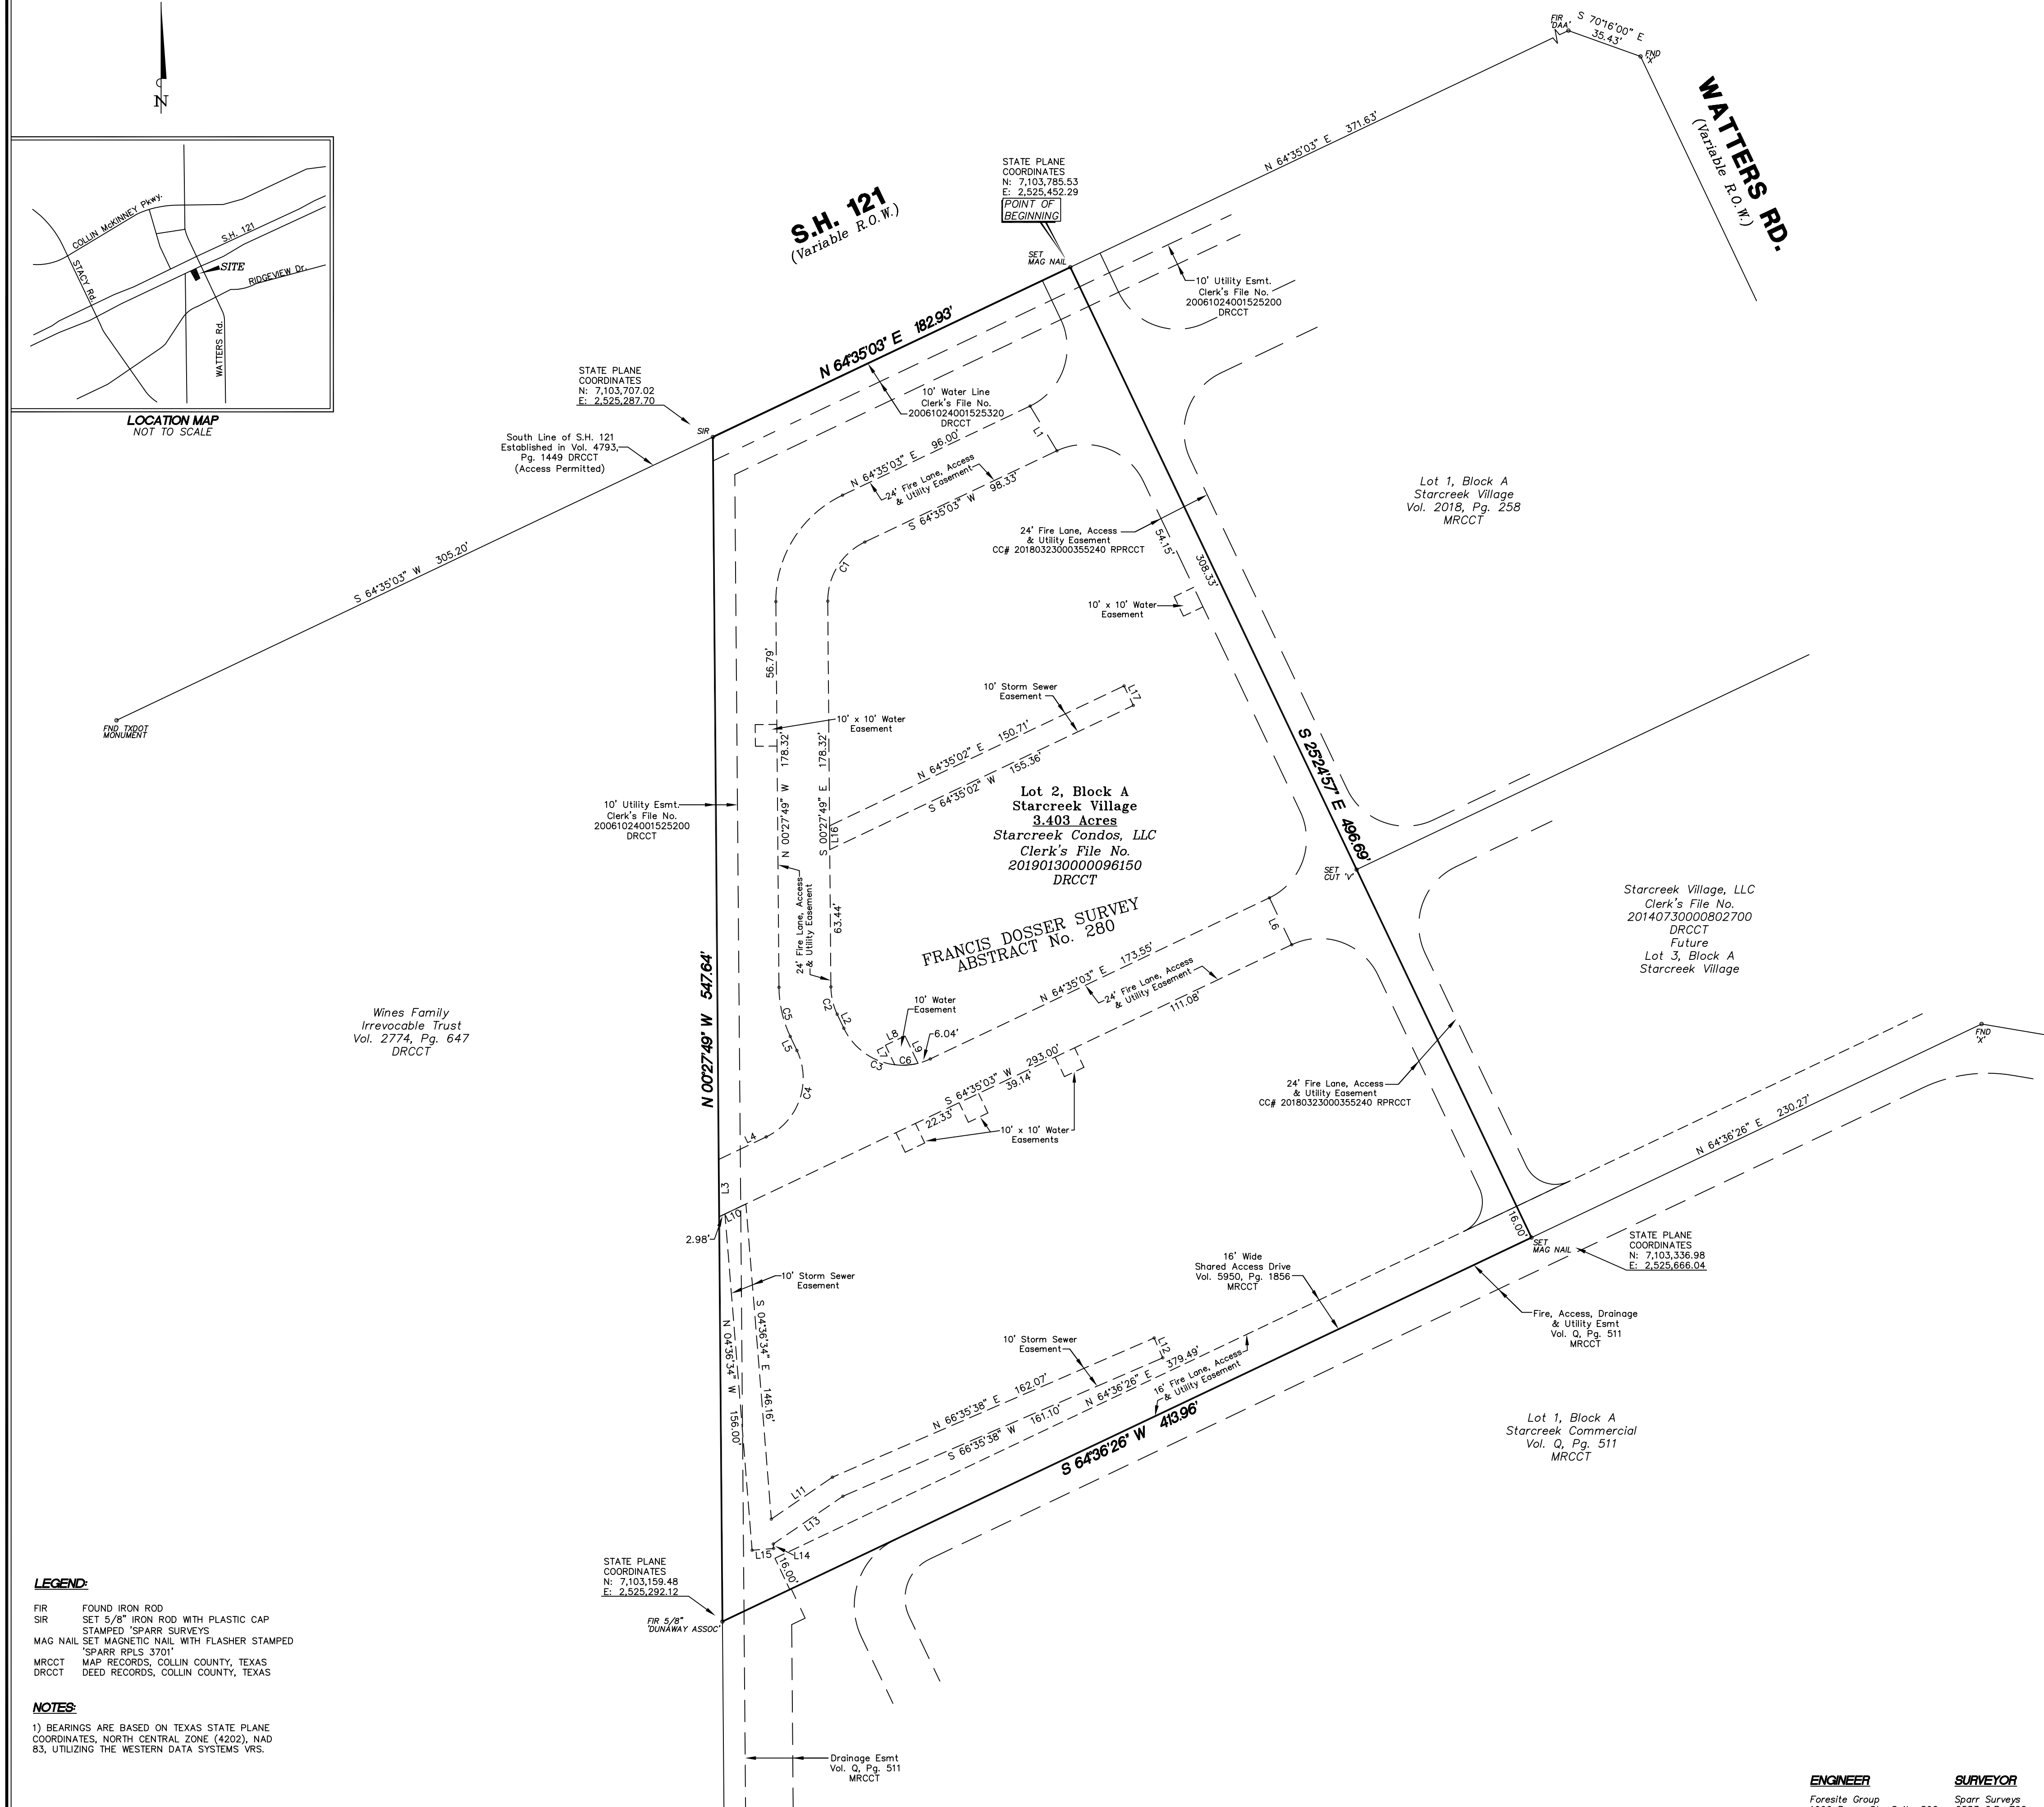 N
COLLIN McKINNEY Pkwy.
S.H. 121
STACY Rd.
SITE
RIDGEVIEW Dr.
WATTERS Rd.
LOCATION MAP
NOT TO SCALE
FIR
'DAA'
S 70°16'00" E
35.43'
FND
'X'
WATTERS RD.
(Variable R.O.W.)
N 64°35'03" E 371.63'
STATE PLANE
COORDINATES
N: 7,103,785.53
E: 2,525,452.29
POINT OF
BEGINNING
S.H. 121
(Variable R.O.W.)
SET
MAG NAIL
10' Utility Esmt.
Clerk's File No.
20061024001525200
DRCCT
N 64°35'03" E 182.93'
STATE PLANE
COORDINATES
N: 7,103,707.02
E: 2,525,287.70
10' Water Line
Clerk's File No.
20061024001525320
DRCCT
SIR
South Line of S.H. 121
Established in Vol. 4793,
Pg. 1449 DRCCT
(Access Permitted)
N 64°35'03" E 96.00'
L1
24' Fire Lane, Access
& Utility Easement
S 64°35'03" W 98.33'
C1
Lot 1, Block A
Starcreek Village
Vol. 2018, Pg. 258
MRCCT
24' Fire Lane, Access
& Utility Easement
CC# 20180323000355240 RPRCCT
54.15'
308.33'
S 64°35'03" W 305.20'
10' x 10' Water
Easement
56.79'
FND TXDOT
MONUMENT
10' Storm Sewer
Easement
L17
10' x 10' Water
Easement
N 64°35'02" E 150.71'
S 64°35'02" W 155.36'
N 00°27'49" W 178.32'
S 00°27'49" E 178.32'
L16
S 25°24'57" E 496.69'
10' Utility Esmt.
Clerk's File No.
20061024001525200
DRCCT
Lot 2, Block A
Starcreek Village
3.403 Acres
Starcreek Condos, LLC
Clerk's File No.
20190130000096150
DRCCT
SET
CUT 'V'
Starcreek Village, LLC
Clerk's File No.
20140730000802700
DRCCT
Future
Lot 3, Block A
Starcreek Village
24' Fire Lane, Access
& Utility Easement
63.44'
FRANCIS DOSSER SURVEY
ABSTRACT No. 280
L6
N 64°35'03" E 173.55'
24' Fire Lane, Access
& Utility Easement
111.08'
N 00°27'49" W 547.64'
Wines Family
Irrevocable Trust
Vol. 2774, Pg. 647
DRCCT
C5
C2
L2
L5
10' Water
Easement
L8
L7
L9
6.04'
C6
C3
C4
FND
'X'
S 64°35'03" W 293.00'
39.14'
22.33'
24' Fire Lane, Access
& Utility Easement
CC# 20180323000355240 RPRCCT
10' x 10' Water
Easements
L4
N 64°36'26" E 230.27'
L3
L10
2.98'
16.00'
SET
MAG NAIL
STATE PLANE
COORDINATES
N: 7,103,336.98
E: 2,525,666.04
16' Wide
Shared Access Drive
Vol. 5950, Pg. 1856
MRCCT
10' Storm Sewer
Easement
S 04°36'34" E 146.16'
N 04°36'34" W 156.00'
Fire, Access, Drainage
& Utility Esmt
Vol. Q, Pg. 511
MRCCT
10' Storm Sewer
Easement
L12
N 64°36'26" E 379.49'
16' Fire Lane, Access
& Utility Easement
N 66°35'38" E 162.07'
S 66°35'38" W 161.10'
S 64°36'26" W 413.96'
Lot 1, Block A
Starcreek Commercial
Vol. Q, Pg. 511
MRCCT
L11
L13
L15
L14
16.00'
STATE PLANE
COORDINATES
N: 7,103,159.48
E: 2,525,292.12
FIR 5/8"
'DUNAWAY ASSOC'
Drainage Esmt
Vol. Q, Pg. 511
MRCCT
LEGEND:
FIR FOUND IRON ROD
SIR SET 5/8" IRON ROD WITH PLASTIC CAP
STAMPED 'SPARR SURVEYS
MAG NAIL SET MAGNETIC NAIL WITH FLASHER STAMPED
'SPARR RPLS 3701'
MRCCT MAP RECORDS, COLLIN COUNTY, TEXAS
DRCCT DEED RECORDS, COLLIN COUNTY, TEXAS
NOTES:
1) BEARINGS ARE BASED ON TEXAS STATE PLANE
COORDINATES, NORTH CENTRAL ZONE (4202), NAD
83, UTILIZING THE WESTERN DATA SYSTEMS VRS.
ENGINEER
Foresite Group
SURVEYOR
Sparr Surveys